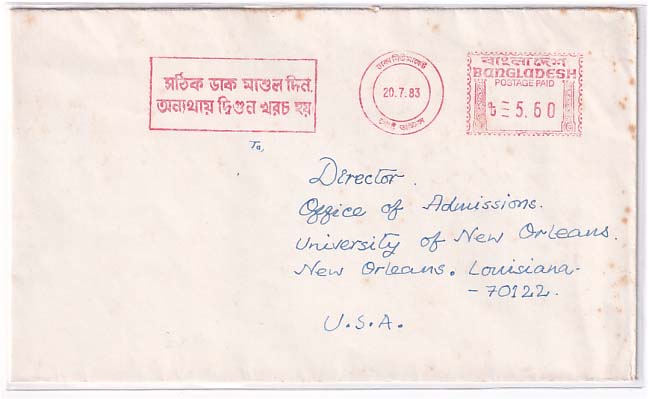 সঠিক ডাক মাশুল দিন,
অন্যথায় দ্বিগুন খরচ হয়
20.7.83
বাংলাদেশ
BANGLADESH
POSTAGE PAID
৳ 5.60
To,
Director.
Office of Admissions.
University of New Orleans.
New Orleans. Louisiana-
- 70122.
U.S.A.